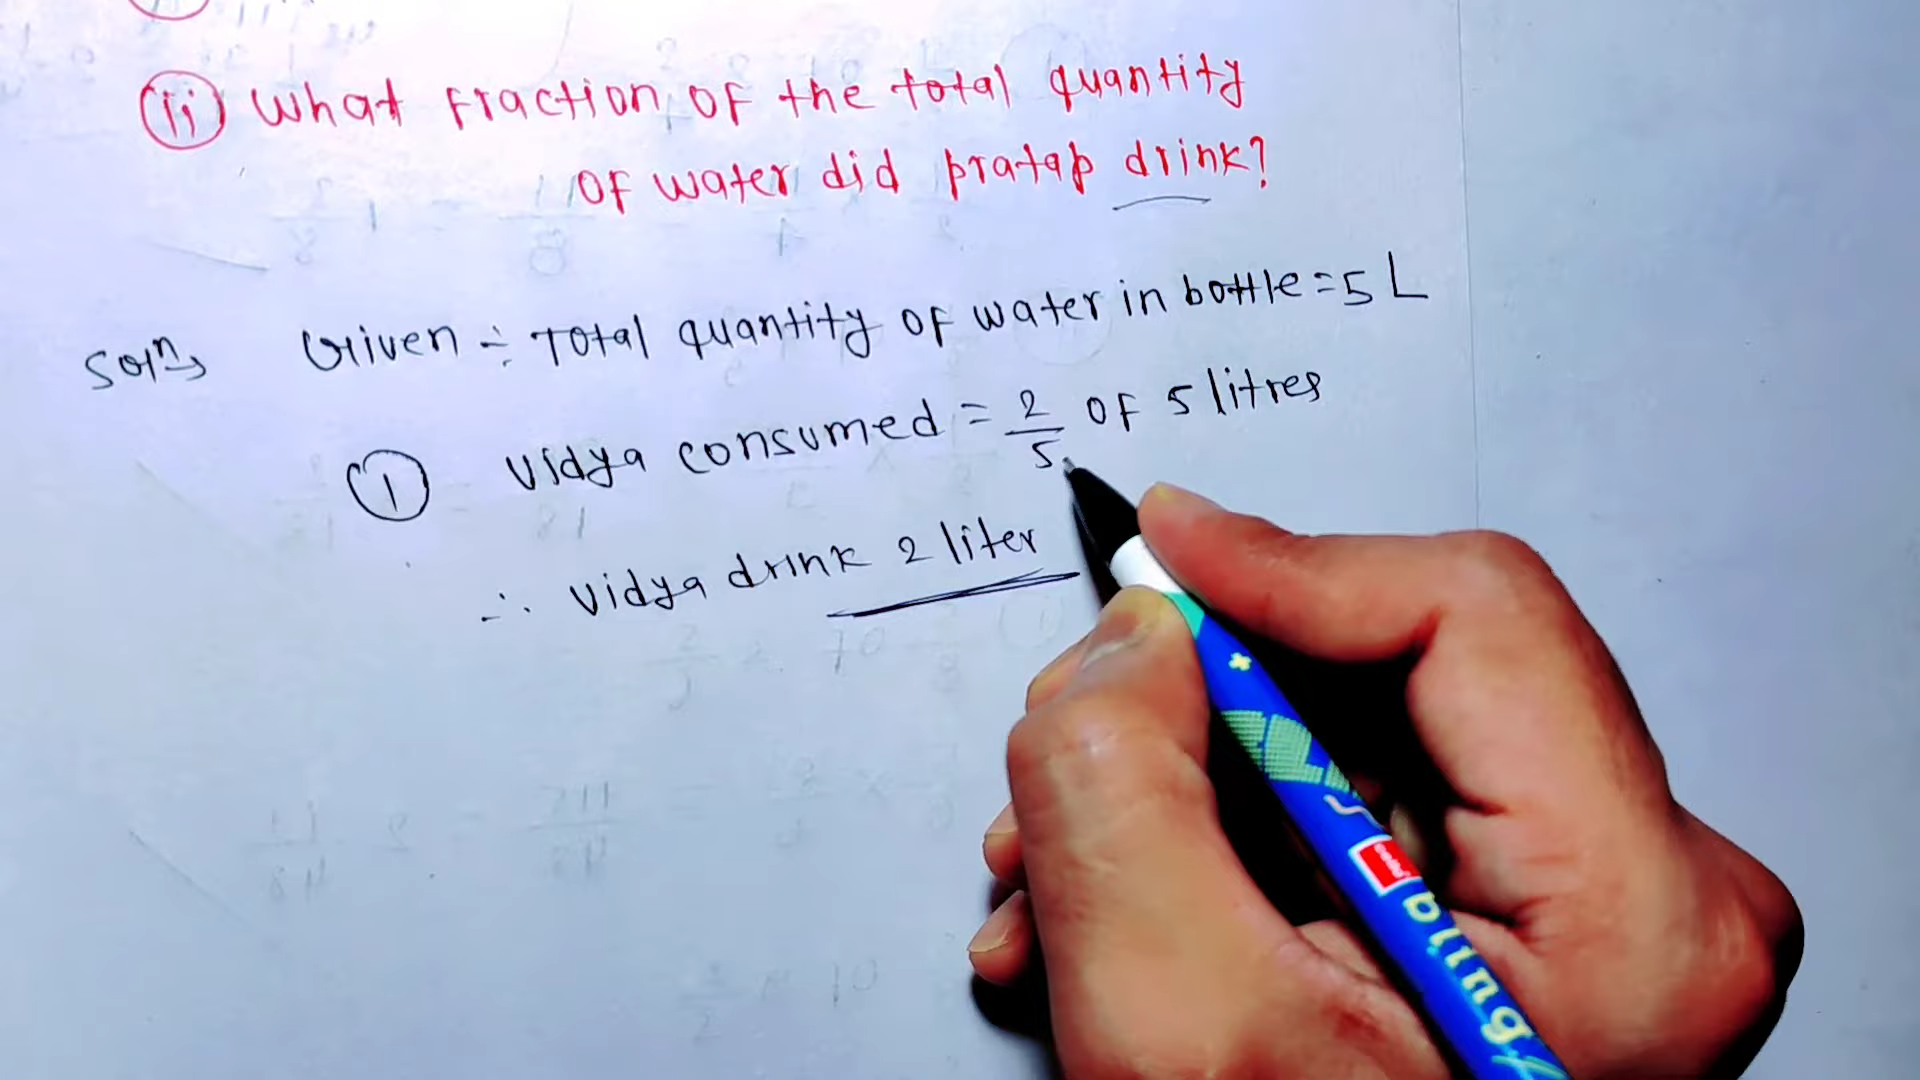 (ii) What fraction of the total quantity
of water did pratap drink?
Soln→ Given ÷ Total quantity of water in bottle = 5 L
(1) Vidya consumed = 2/5 of 5 litres
∴ Vidya drink 2 liter
bling